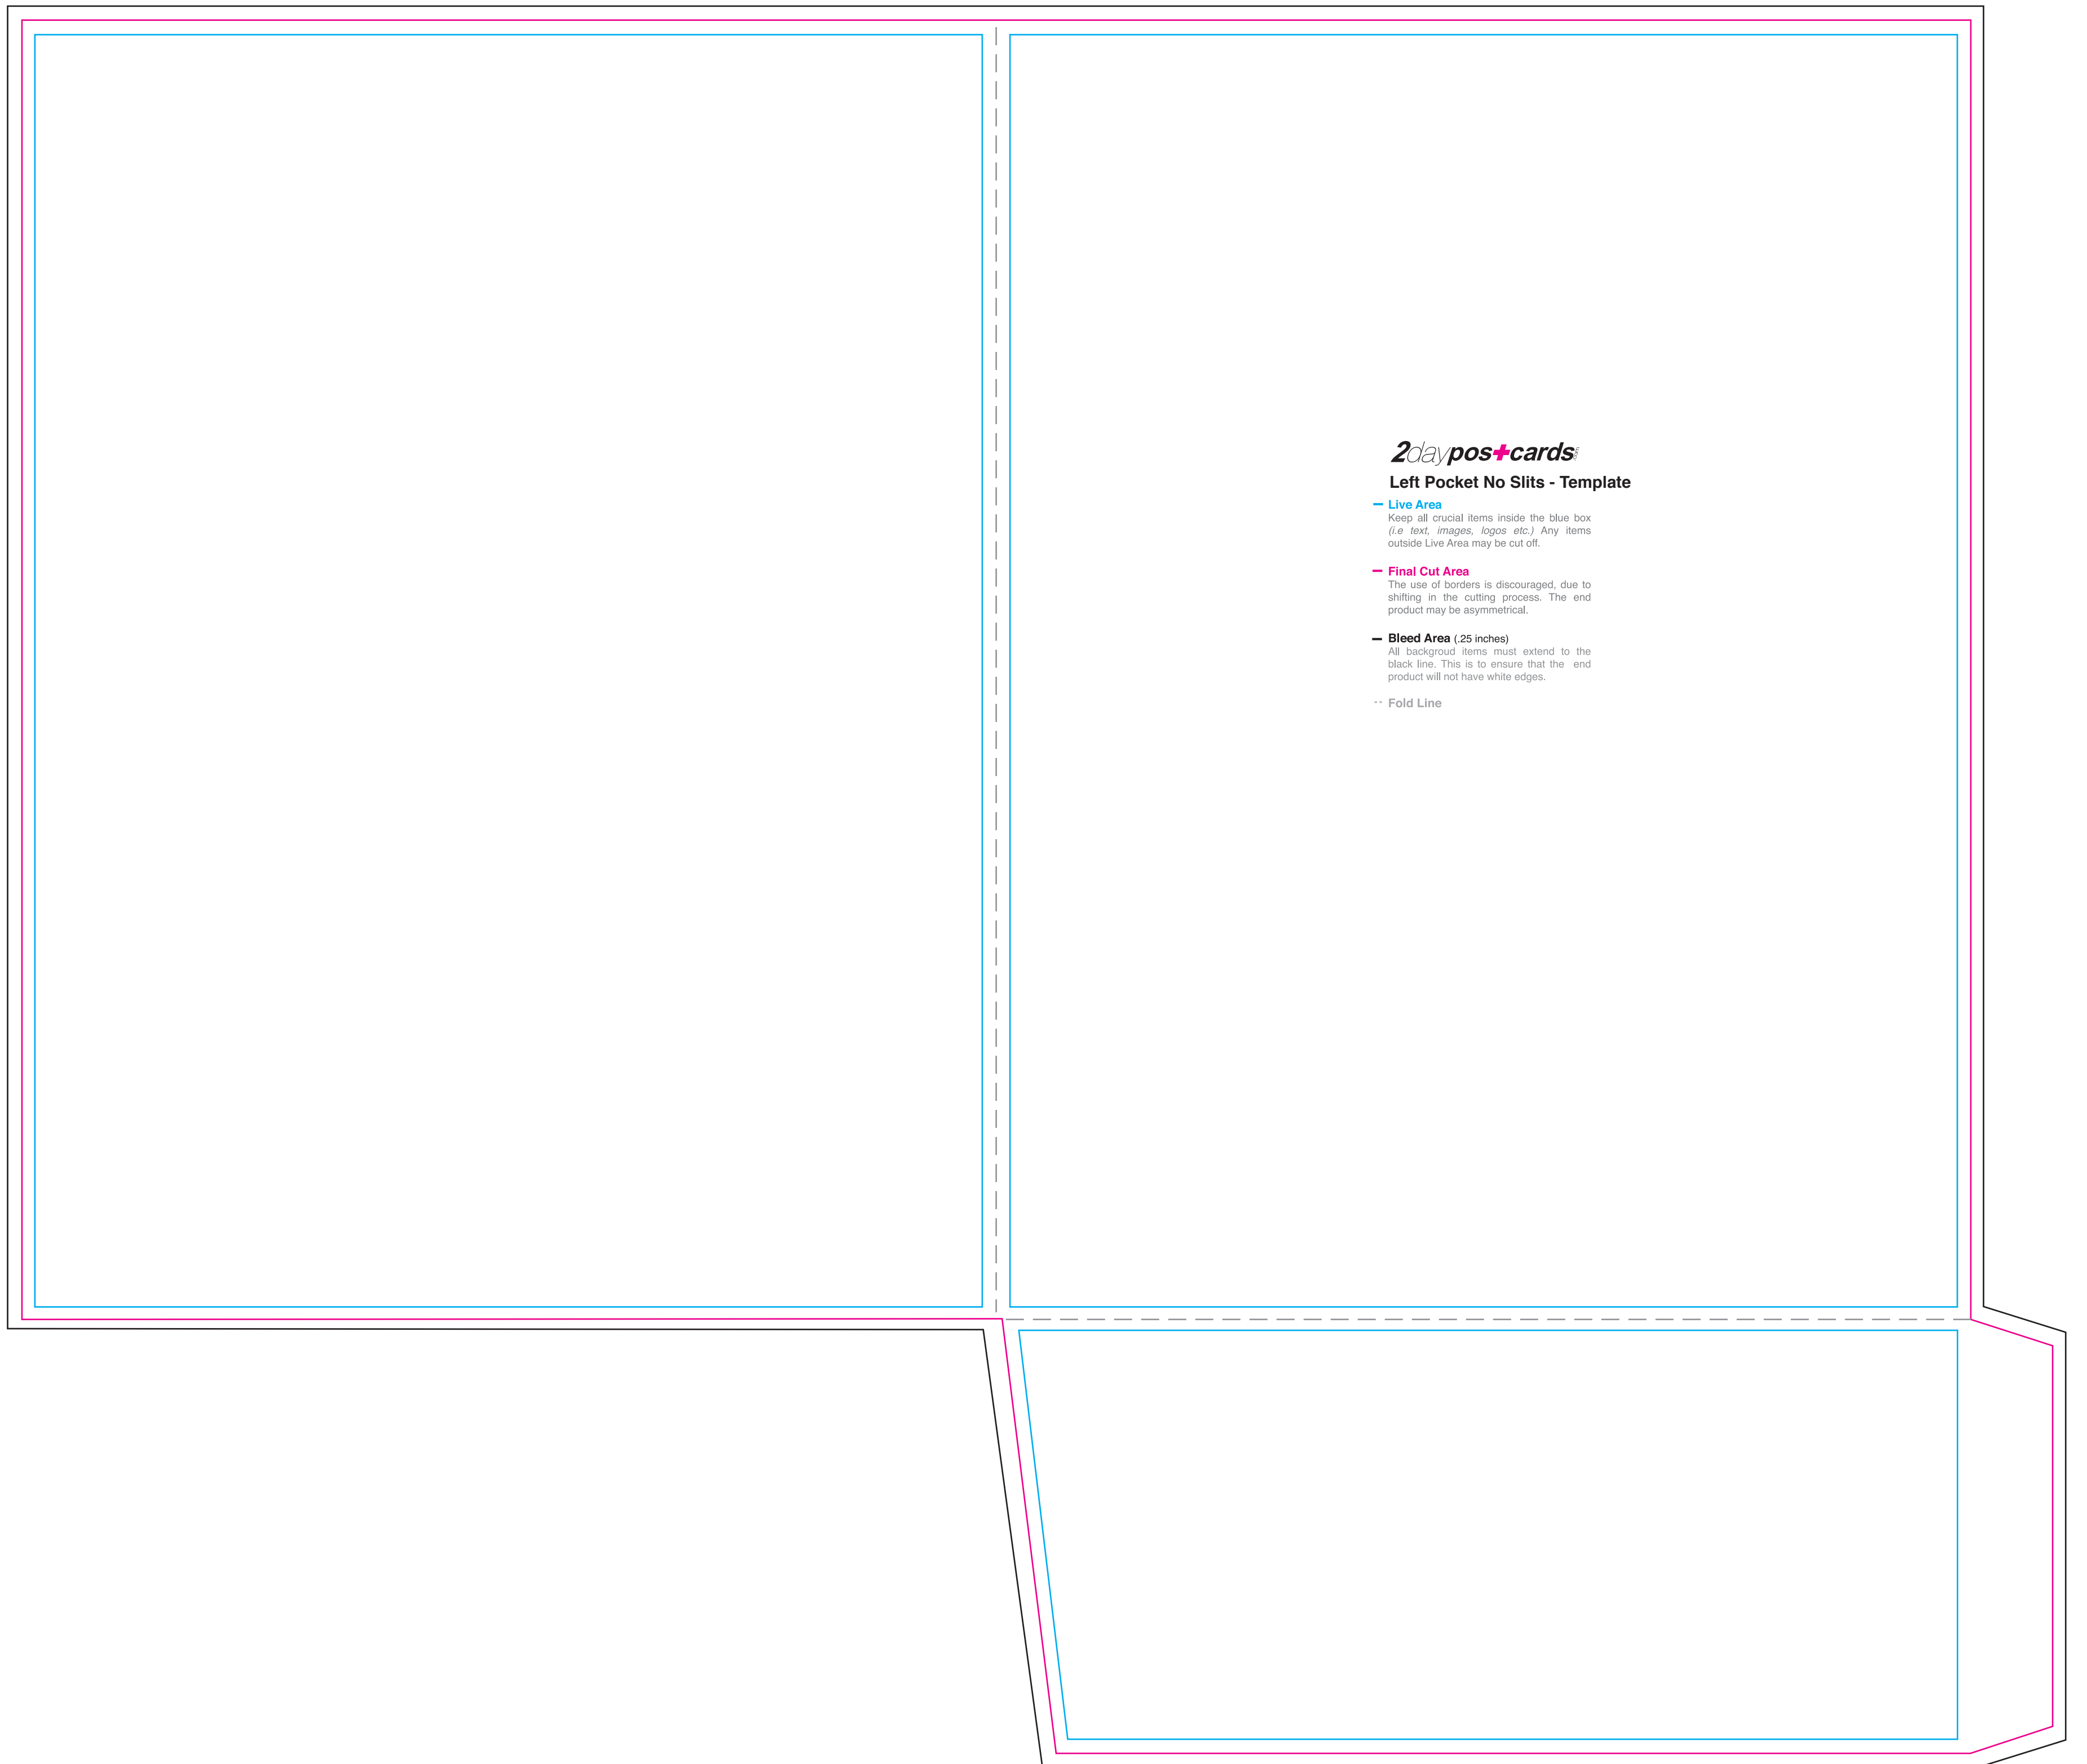 2daypos+cards.com
Left Pocket No Slits - Template
Live Area
Keep all crucial items inside the blue box
(i.e text, images, logos etc.) Any items
outside Live Area may be cut off.
Final Cut Area
The use of borders is discouraged, due to
shifting in the cutting process. The end
product may be asymmetrical.
Bleed Area (.25 inches)
All backgroud items must extend to the
black line. This is to ensure that the end
product will not have white edges.
Fold Line